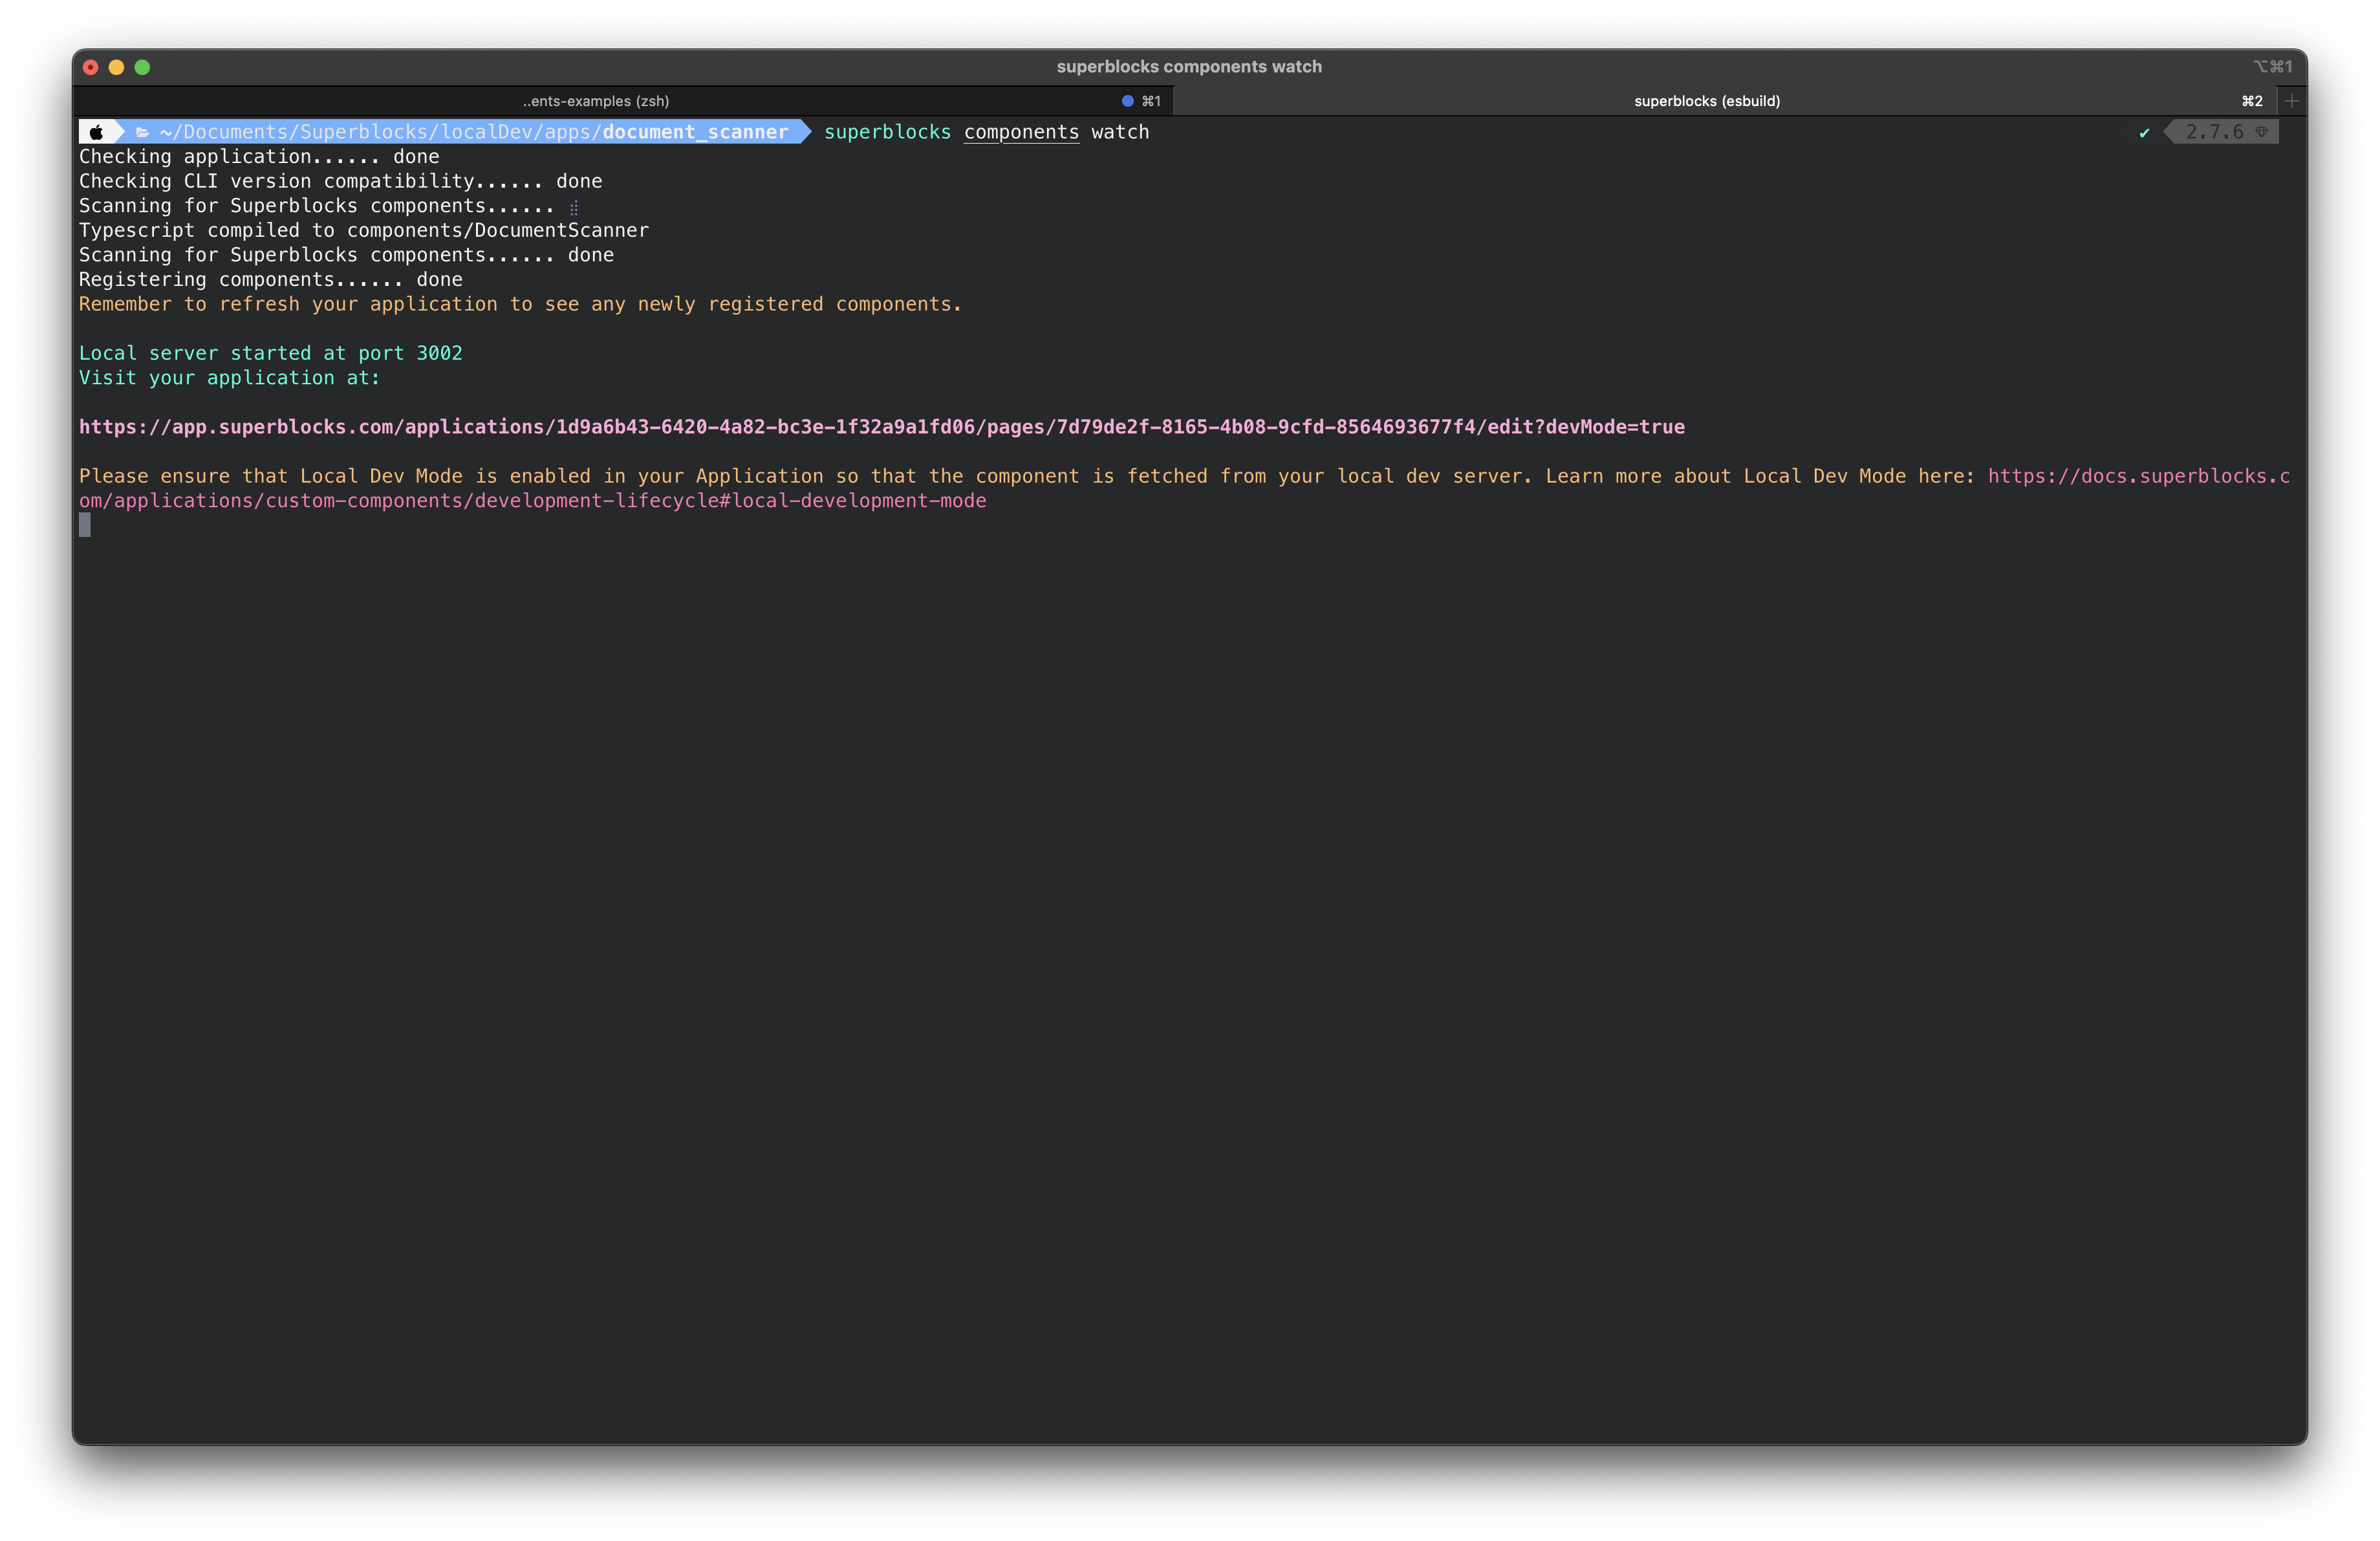 superblocks components watch
⌥⌘1
..ents-examples (zsh)
⌘1
superblocks (esbuild)
⌘2
~/Documents/Superblocks/localDev/apps/document_scanner superblocks components watch
✔ 2.7.6
Checking application...... done
Checking CLI version compatibility...... done
Scanning for Superblocks components...... ⣾
Typescript compiled to components/DocumentScanner
Scanning for Superblocks components...... done
Registering components...... done
Remember to refresh your application to see any newly registered components.
Local server started at port 3002
Visit your application at:
https://app.superblocks.com/applications/1d9a6b43-6420-4a82-bc3e-1f32a9a1fd06/pages/7d79de2f-8165-4b08-9cfd-8564693677f4/edit?devMode=true
Please ensure that Local Dev Mode is enabled in your Application so that the component is fetched from your local dev server. Learn more about Local Dev Mode here: https://docs.superblocks.c
om/applications/custom-components/development-lifecycle#local-development-mode